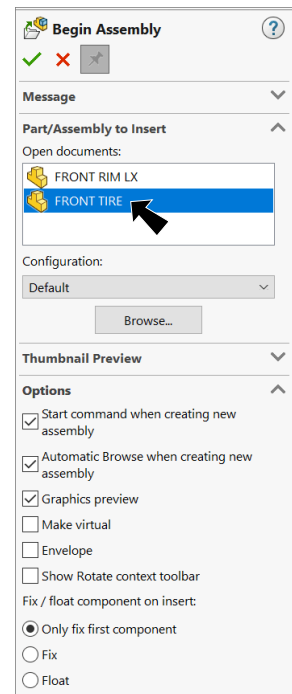 Begin Assembly
?
Message
Part/Assembly to Insert
Open documents:
FRONT RIM LX
FRONT TIRE
Configuration:
Default
Browse...
Thumbnail Preview
Options
Start command when creating new
assembly
Automatic Browse when creating new
assembly
Graphics preview
Make virtual
Envelope
Show Rotate context toolbar
Fix / float component on insert:
Only fix first component
Fix
Float